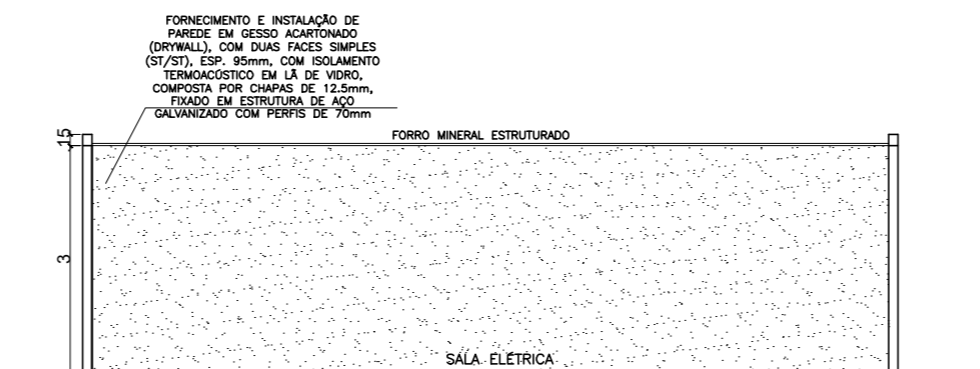 FORNECIMENTO E INSTALAÇÃO DE
PAREDE EM GESSO ACARTONADO
(DRYWALL), COM DUAS FACES SIMPLES
(ST/ST), ESP. 95mm, COM ISOLAMENTO
TERMOACÚSTICO EM LÃ DE VIDRO,
COMPOSTA POR CHAPAS DE 12.5mm,
FIXADO EM ESTRUTURA DE AÇO
GALVANIZADO COM PERFIS DE 70mm
FORRO MINERAL ESTRUTURADO
15
3
SALA ELÉTRICA